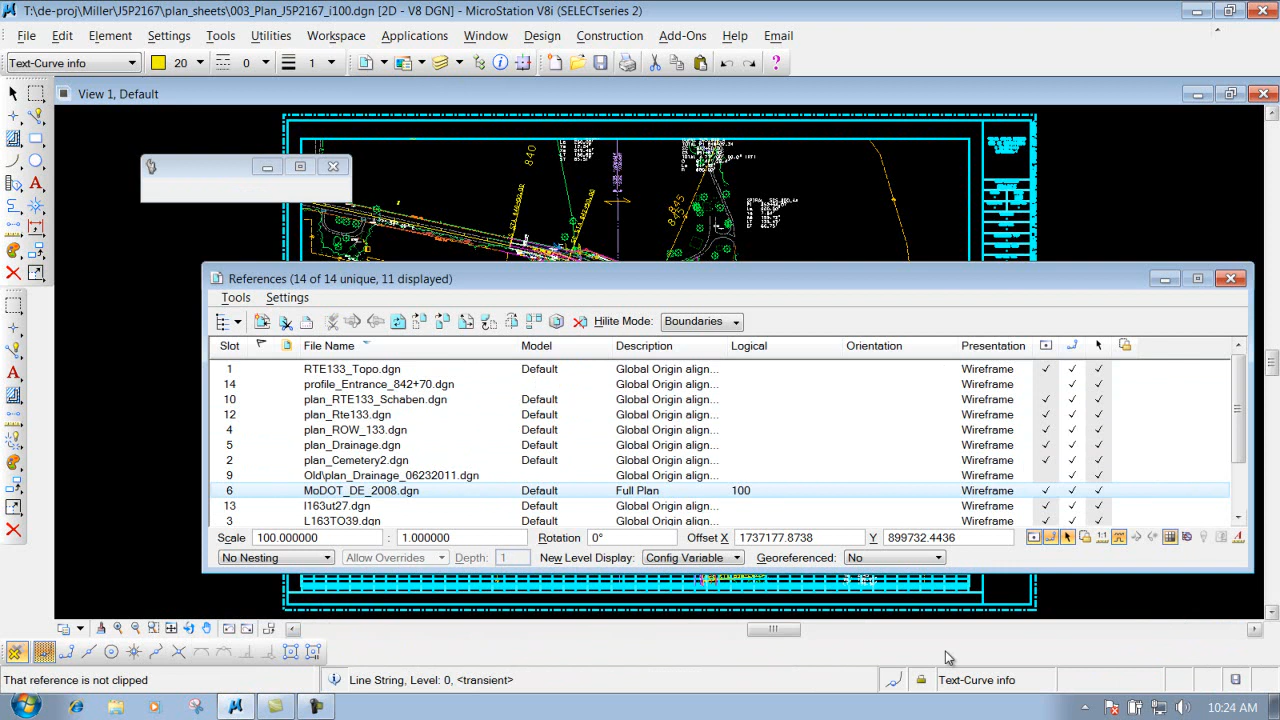 T:\de-proj\Miller\J5P2167\plan_sheets\003_Plan_J5P2167_i100.dgn [2D - V8 DGN] - MicroStation V8i (SELECTseries 2)
File Edit Element Settings Tools Utilities Workspace Applications Window Design Construction Add-Ons Help Email
Text-Curve info 20 0 1
View 1, Default
840
845
References (14 of 14 unique, 11 displayed)
Tools Settings
Hilite Mode: Boundaries
Slot File Name Model Description Logical Orientation Presentation
1 RTE133_Topo.dgn Default Global Origin align... Wireframe
14 profile_Entrance_842+70.dgn Global Origin align... Wireframe
10 plan_RTE133_Schaben.dgn Default Global Origin align... Wireframe
12 plan_Rte133.dgn Default Global Origin align... Wireframe
4 plan_ROW_133.dgn Default Global Origin align... Wireframe
5 plan_Drainage.dgn Default Global Origin align... Wireframe
2 plan_Cemetery2.dgn Default Global Origin align... Wireframe
9 Old\plan_Drainage_06232011.dgn Global Origin align... Wireframe
6 MoDOT_DE_2008.dgn Default Full Plan 100 Wireframe
13 I163ut27.dgn Default Global Origin align... Wireframe
3 L163TO39.dgn Default Global Origin align... Wireframe
Scale 100.000000 : 1.000000 Rotation 0° Offset X 1737177.8738 Y 899732.4436
No Nesting Allow Overrides Depth: 1 New Level Display: Config Variable Georeferenced: No
That reference is not clipped Line String, Level: 0, <transient> Text-Curve info
10:24 AM